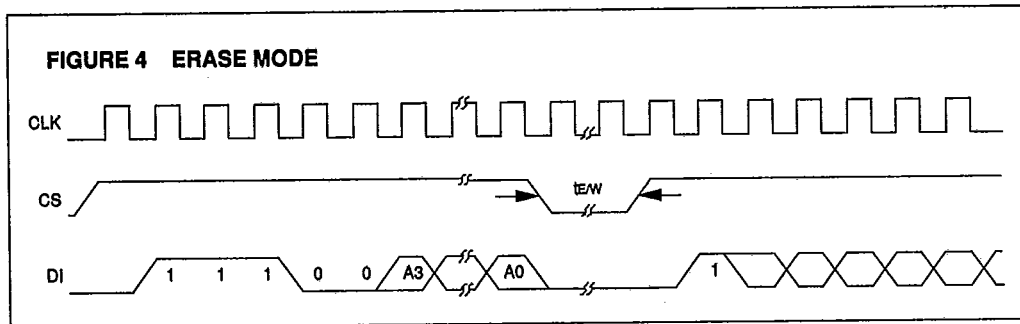 FIGURE 4 ERASE MODE
CLK
CS
tE/W
DI
1 1 1 0 0 A3 A0 1